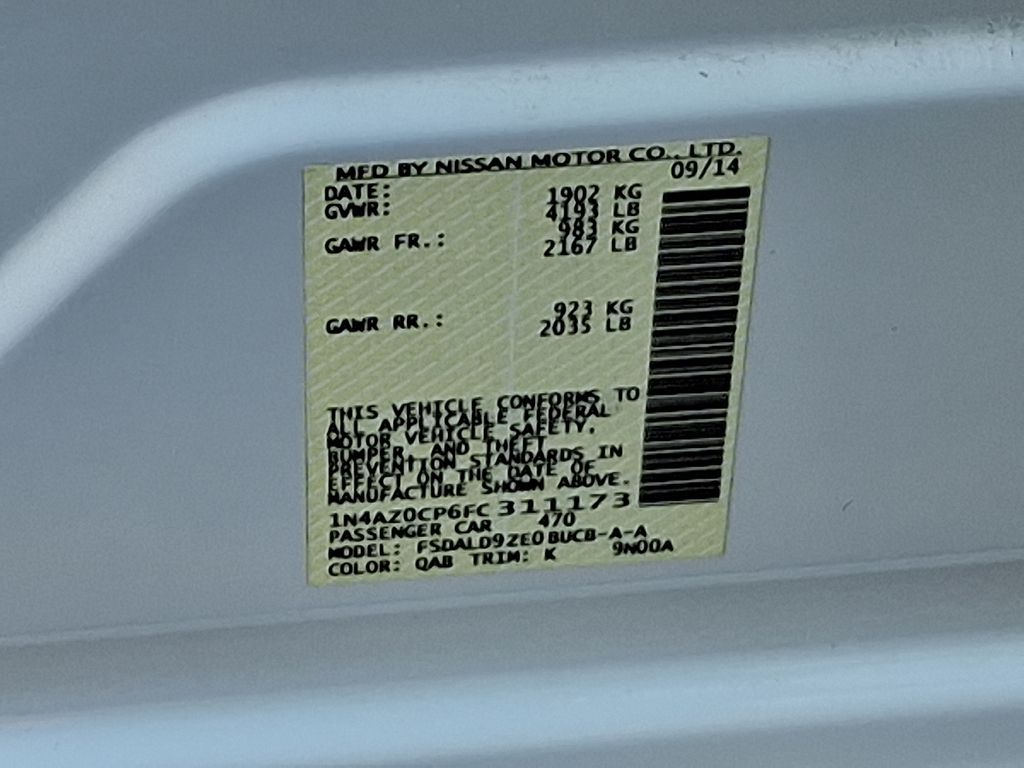 MFD BY NISSAN MOTOR CO., LTD.
DATE: 09/14
GVWR: 1902 KG
4193 LB
GAWR FR.: 983 KG
2167 LB
GAWR RR.: 923 KG
2035 LB
THIS VEHICLE CONFORMS TO
ALL APPLICABLE FEDERAL
MOTOR VEHICLE SAFETY,
BUMPER, AND THEFT
PREVENTION STANDARDS IN
EFFECT ON THE DATE OF
MANUFACTURE SHOWN ABOVE.
1N4AZ0CP6FC311173
PASSENGER CAR 470
MODEL: FSDALD9ZE0BUCB-A-A
COLOR: QAB TRIM: K 9N00A